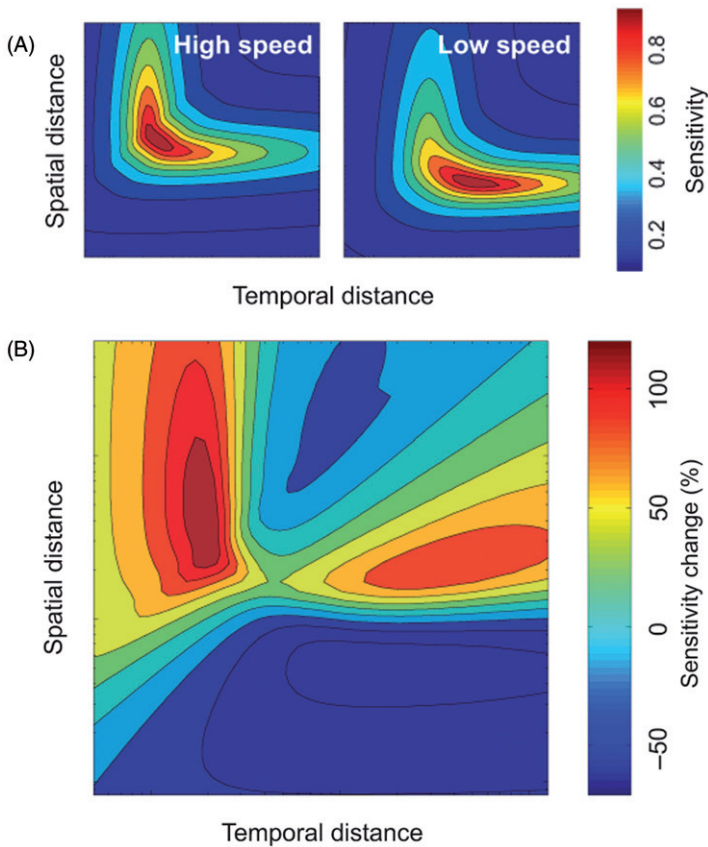 (A)
High speed
Low speed
Spatial distance
Temporal distance
0.8
0.6
0.4
0.2
Sensitivity
(B)
Spatial distance
Temporal distance
100
50
0
−50
Sensitivity change (%)